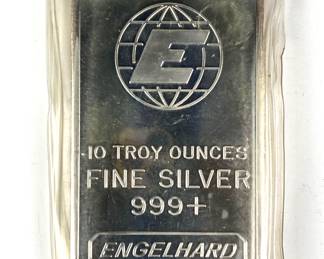 E
10 TROY OUNCES
FINE SILVER
999+
ENGELHARD